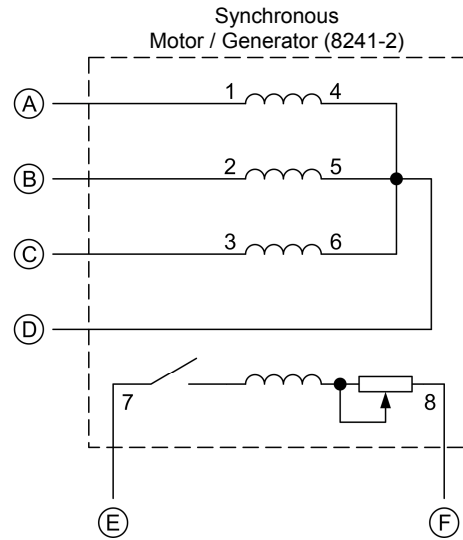 Synchronous
Motor / Generator (8241-2)
A
1 4
B
2 5
C
3 6
D
7 8
E F